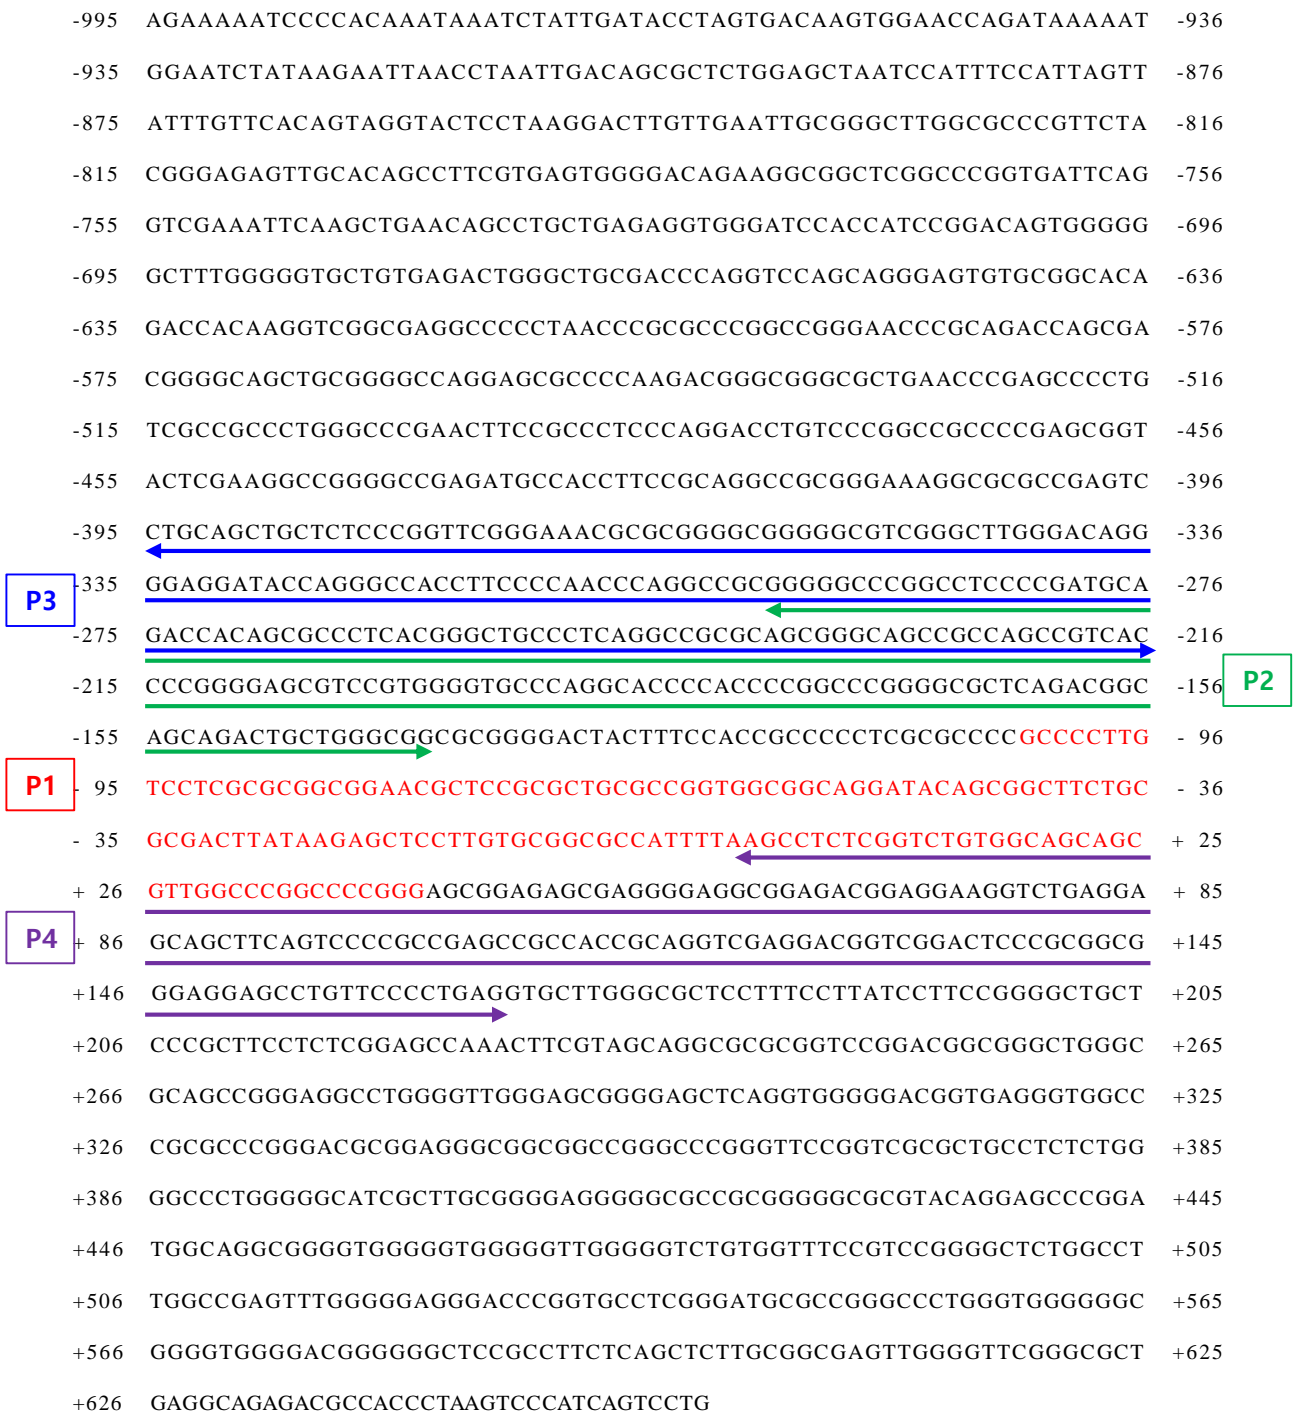 -995 AGAAAAATCCCCACAAATAAATCTATTGATACCTAGTGACAAGTGGAACCAGATAAAAAT -936
-935 GGAATCTATAAGAATTAACCTAATTGACAGCGCTCTGGAGCTAATCCATTTCCATTAGTT -876
-875 ATTTGTTCACAGTAGGTACTCCTAAGGACTTGTTGAATTGCGGGCTTGGCGCCCGTTCTA -816
-815 CGGGAGAGTTGCACAGCCTTCGTGAGTGGGGACAGAAGGCGGCTCGGCCCGGTGATTCAG -756
-755 GTCGAAATTCAAGCTGAACAGCCTGCTGAGAGGTGGGATCCACCATCCGGACAGTGGGGG -696
-695 GCTTTGGGGGTGCTGTGAGACTGGGCTGCGACCCAGGTCCAGCAGGGAGTGTGCGGCACA -636
-635 GACCACAAGGTCGGCGAGGCCCCCTAACCCGCGCCCGGCCGGGAACCCGCAGACCAGCGA -576
-575 CGGGGCAGCTGCGGGGCCAGGAGCGCCCCAAGACGGGCGGGCGCTGAACCCGAGCCCCTG -516
-515 TCGCCGCCCTGGGCCCGAACTTCCGCCCTCCCAGGACCTGTCCCGGCCGCCCCGAGCGGT -456
-455 ACTCGAAGGCCGGGGCCGAGATGCCACCTTCCGCAGGCCGCGGGAAAGGCGCGCCGAGTC -396
-395 CTGCAGCTGCTCTCCCGGTTCGGGAAACGCGCGGGGCGGGGGCGTCGGGCTTGGGACAGG -336
P3 -335 GGAGGATACCAGGGCCACCTTCCCCAACCCAGGCCGCGGGGGCCCGGCCTCCCCGATGCA -276
-275 GACCACAGCGCCCTCACGGGCTGCCCTCAGGCCGCGCAGCGGGCAGCCGCCAGCCGTCAC -216
-215 CCCGGGGAGCGTCCGTGGGGTGCCCAGGCACCCCACCCCGGCCCGGGGCGCTCAGACGGC -156 P2
-155 AGCAGACTGCTGGGCGGCGCGGGGACTACTTTCCACCGCCCCCTCGCGCCCCGCCCCTTG - 96
P1 - 95 TCCTCGCGCGGCGGAACGCTCCGCGCTGCGCCGGTGGCGGCAGGATACAGCGGCTTCTGC - 36
- 35 GCGACTTATAAGAGCTCCTTGTGCGGCGCCATTTTAAGCCTCTCGGTCTGTGGCAGCAGC + 25
+ 26 GTTGGCCCGGCCCCGGGAGCGGAGAGCGAGGGGAGGCGGAGACGGAGGAAGGTCTGAGGA + 85
P4 + 86 GCAGCTTCAGTCCCCGCCGAGCCGCCACCGCAGGTCGAGGACGGTCGGACTCCCGCGGCG +145
+146 GGAGGAGCCTGTTCCCCTGAGGTGCTTGGGCGCTCCTTTCCTTATCCTTCCGGGGCTGCT +205
+206 CCCGCTTCCTCTCGGAGCCAAACTTCGTAGCAGGCGCGCGGTCCGGACGGCGGGCTGGGC +265
+266 GCAGCCGGGAGGCCTGGGGTTGGGAGCGGGGAGCTCAGGTGGGGGACGGTGAGGGTGGCC +325
+326 CGCGCCCGGGACGCGGAGGGCGGCGGCCGGGCCCGGGTTCCGGTCGCGCTGCCTCTCTGG +385
+386 GGCCCTGGGGGCATCGCTTGCGGGGAGGGGGCGCCGCGGGGGCGCGTACAGGAGCCCGGA +445
+446 TGGCAGGCGGGGTGGGGGTGGGGGTTGGGGGTCTGTGGTTTCCGTCCGGGGCTCTGGCCT +505
+506 TGGCCGAGTTTGGGGGAGGGACCCGGTGCCTCGGGATGCGCCGGGCCCTGGGTGGGGGGC +565
+566 GGGGTGGGGACGGGGGGCTCCGCCTTCTCAGCTCTTGCGGCGAGTTGGGGTTCGGGCGCT +625
+626 GAGGCAGAGACGCCACCCTAAGTCCCATCAGTCCTG